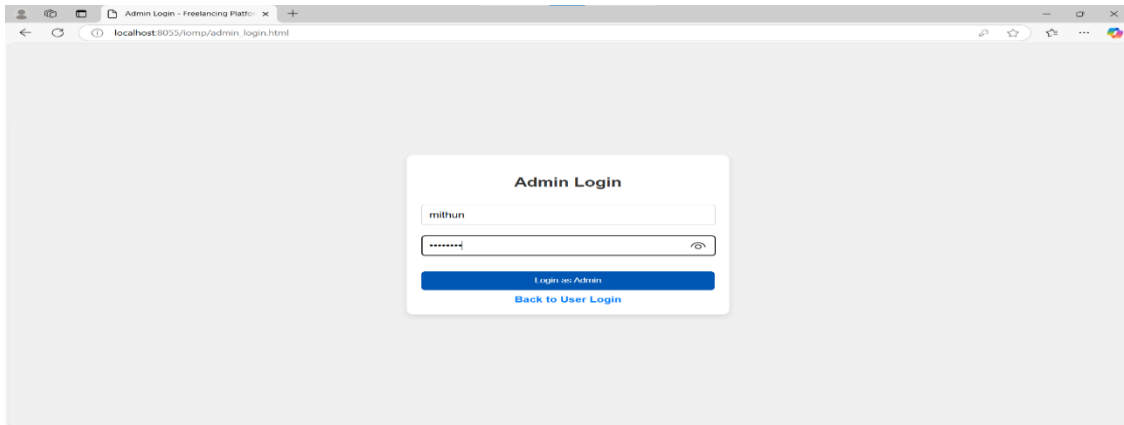 Admin Login - Freelancing Platfor
localhost:8055/iomp/admin_login.html
Admin Login
mithun
••••••••
Login as Admin
Back to User Login